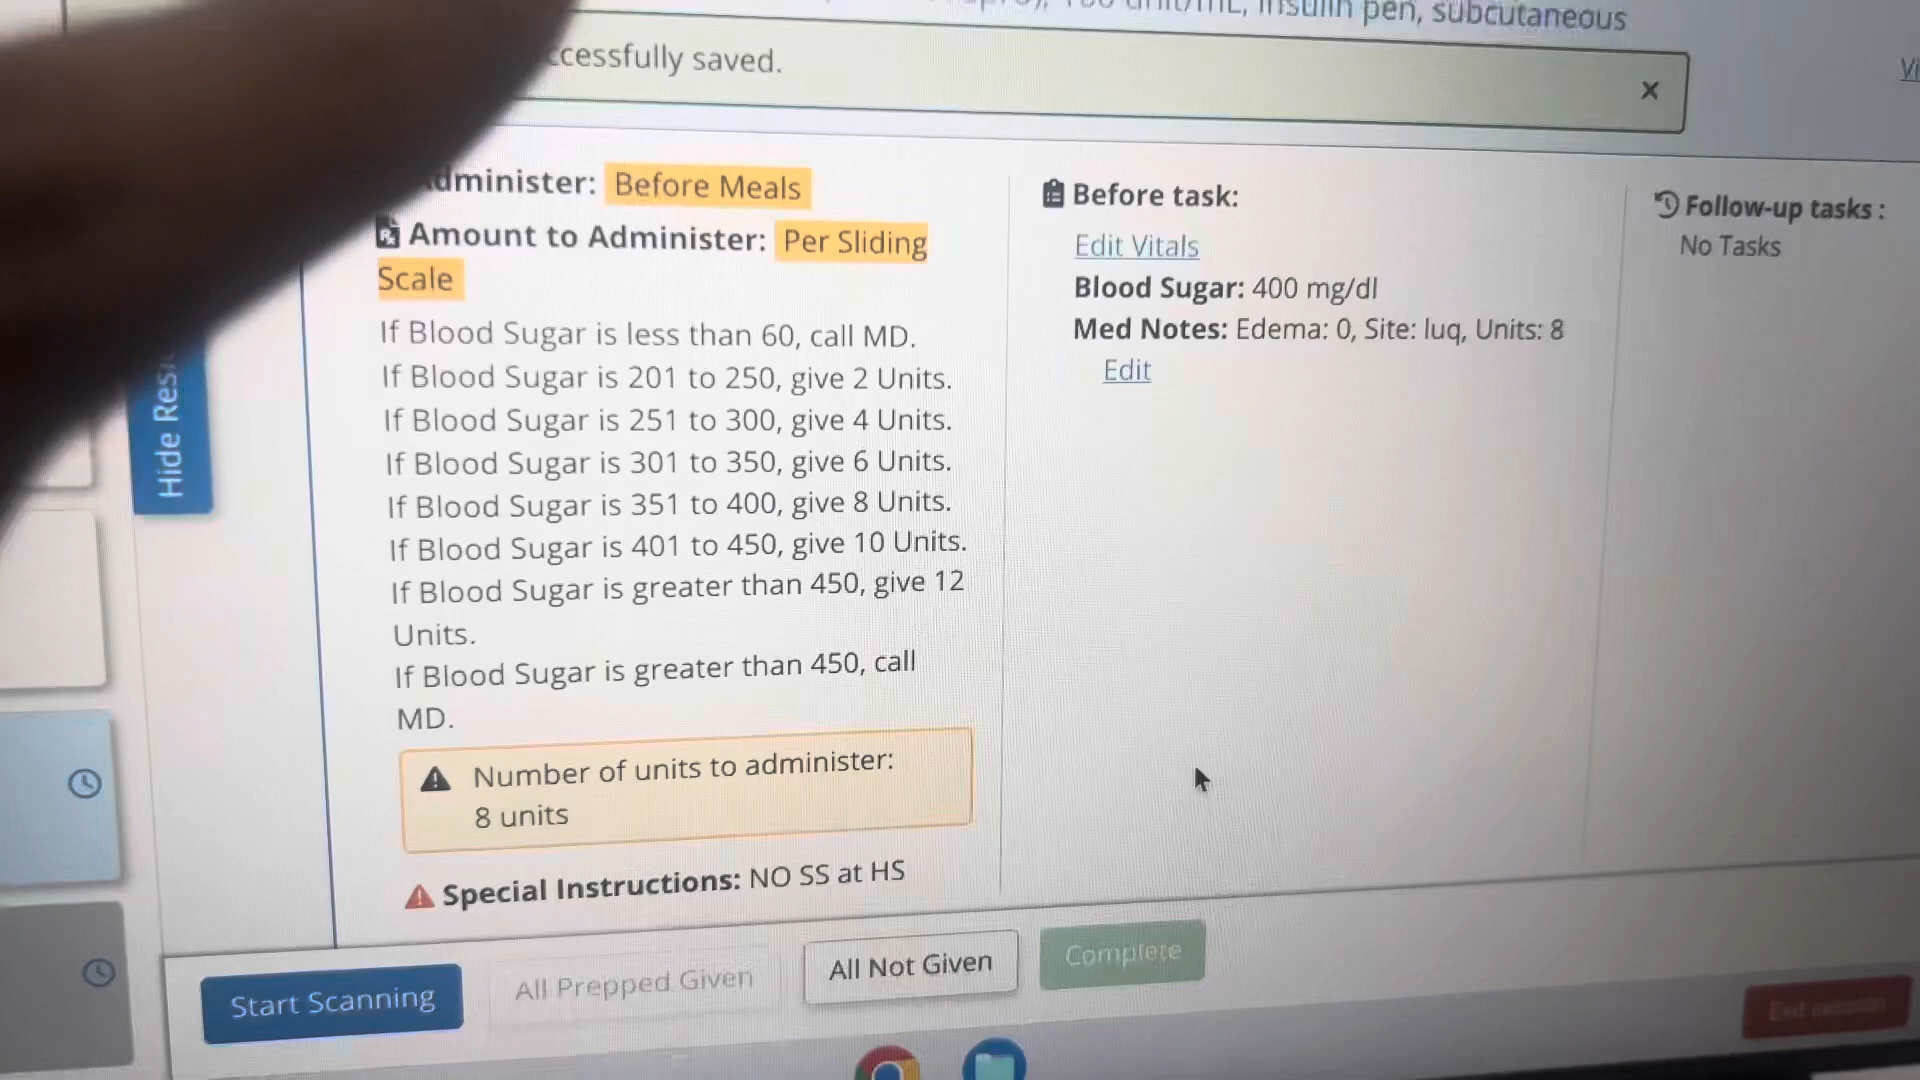 unit/mL, insulin pen, subcutaneous
cessfully saved.
×
Administer: Before Meals
Amount to Administer: Per Sliding
Scale
If Blood Sugar is less than 60, call MD.
If Blood Sugar is 201 to 250, give 2 Units.
If Blood Sugar is 251 to 300, give 4 Units.
If Blood Sugar is 301 to 350, give 6 Units.
If Blood Sugar is 351 to 400, give 8 Units.
If Blood Sugar is 401 to 450, give 10 Units.
If Blood Sugar is greater than 450, give 12
Units.
If Blood Sugar is greater than 450, call
MD.
Number of units to administer:
8 units
Special Instructions: NO SS at HS
Before task:
Edit Vitals
Blood Sugar: 400 mg/dl
Med Notes: Edema: 0, Site: luq, Units: 8
Edit
Follow-up tasks :
No Tasks
Hide
Start Scanning
All Prepped Given
All Not Given
Complete
Exit session